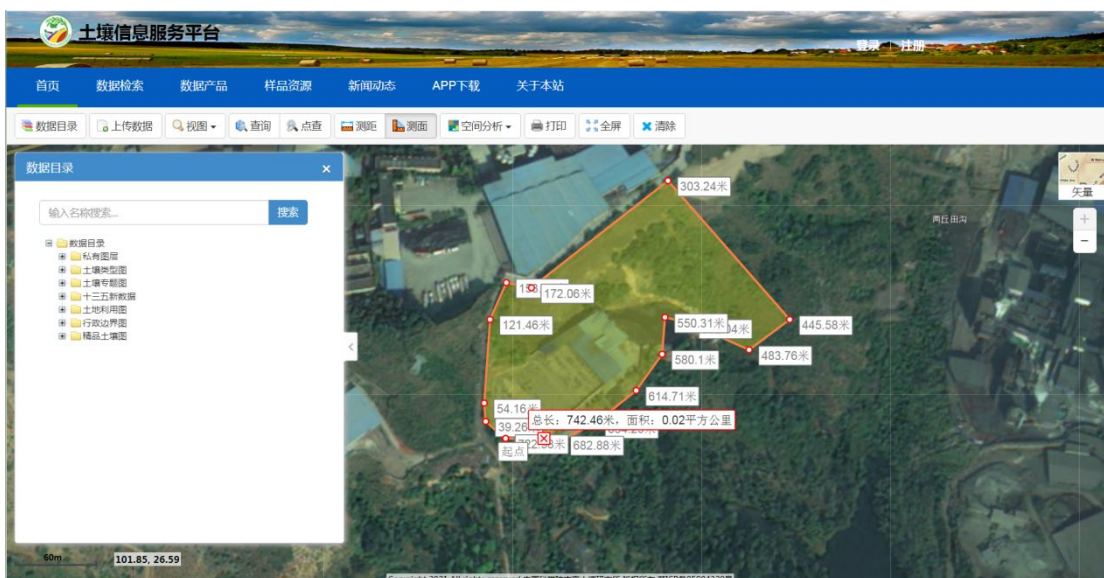 土壤信息服务平台
登录 注册
首页 数据检索 数据产品 样品资源 新闻动态 APP下载 关于本站
数据目录 上传数据 视图 查询 点查 测距 测面 空间分析 打印 全屏 清除
数据目录 ×
输入名称搜索... 搜索
数据目录
私有图层
土壤类型图
土壤专题图
十三五新数据
土地利用图
行政边界图
精品土壤图
303.24米
矢量
两丘田沟
172.06米
121.46米
550.31米
445.58米
580.1米
483.76米
614.71米
54.16米
总长：742.46米，面积：0.02平方公里
39.26
682.88米
起点
60m
101.85, 26.59